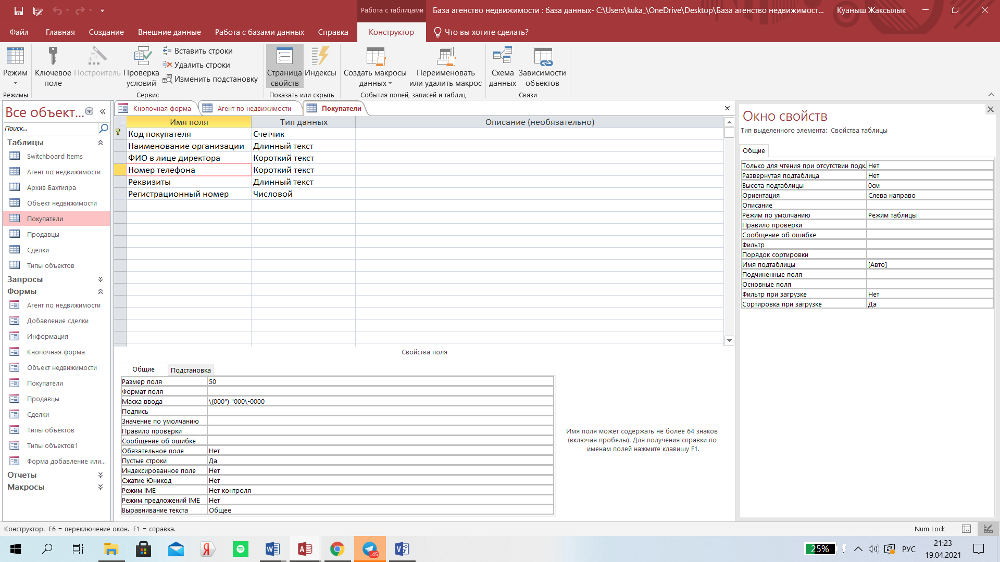 Работа с таблицами
База агенство недвижимости : база данных- C:\Users\kuka_\OneDrive\Desktop\База агенство недвижимост...
Куаныш Жаксылык
Файл
Главная
Создание
Внешние данные
Работа с базами данных
Справка
Конструктор
Что вы хотите сделать?
Режим
Ключевое поле
Построитель
Проверка условий
Вставить строки
Удалить строки
Изменить подстановку
Страница свойств
Индексы
Создать макросы данных
Переименовать или удалить макрос
Схема данных
Зависимости объектов
Режимы
Сервис
Показать или скрыть
События полей, записей и таблиц
Связи
Все объект...
Поиск...
Таблицы
Switchboard Items
Агент по недвижимости
Архив Бахтияра
Объект недвижимости
Покупатели
Продавцы
Сделки
Типы объектов
Запросы
Формы
Агент по недвижимости
Добавление сделки
Информация
Кнопочная форма
Объект недвижимости
Покупатели
Продавцы
Сделки
Типы объектов
Типы объектов1
Форма добавление или...
Отчеты
Макросы
Кнопочная форма
Агент по недвижимости
Покупатели
Имя поля Тип данных Описание (необязательно)
Код покупателя Счетчик
Наименование организации Длинный текст
ФИО в лице директора Короткий текст
Номер телефона Короткий текст
Реквизиты Длинный текст
Регистрационный номер Числовой
Свойства поля
Общие Подстановка
Размер поля 50
Формат поля
Маска ввода \(000") "000\-0000
Подпись
Значение по умолчанию
Правило проверки
Сообщение об ошибке
Обязательное поле Нет
Пустые строки Да
Индексированное поле Нет
Сжатие Юникод Нет
Режим IME Нет контроля
Режим предложений IME Нет
Выравнивание текста Общее
Имя поля может содержать не более 64 знаков
(включая пробелы). Для получения справки по
именам полей нажмите клавишу F1.
Окно свойств
Тип выделенного элемента: Свойства таблицы
Общие
Только для чтения при отсутствии подк Нет
Развернутая подтаблица Нет
Высота подтаблицы 0см
Ориентация Слева направо
Описание
Режим по умолчанию Режим таблицы
Правило проверки
Сообщение об ошибке
Фильтр
Порядок сортировки
Имя подтаблицы [Авто]
Подчиненные поля
Основные поля
Фильтр при загрузке Нет
Сортировка при загрузке Да
Конструктор. F6 = переключение окон. F1 = справка.
Num Lock
25%
РУС
21:23
19.04.2021